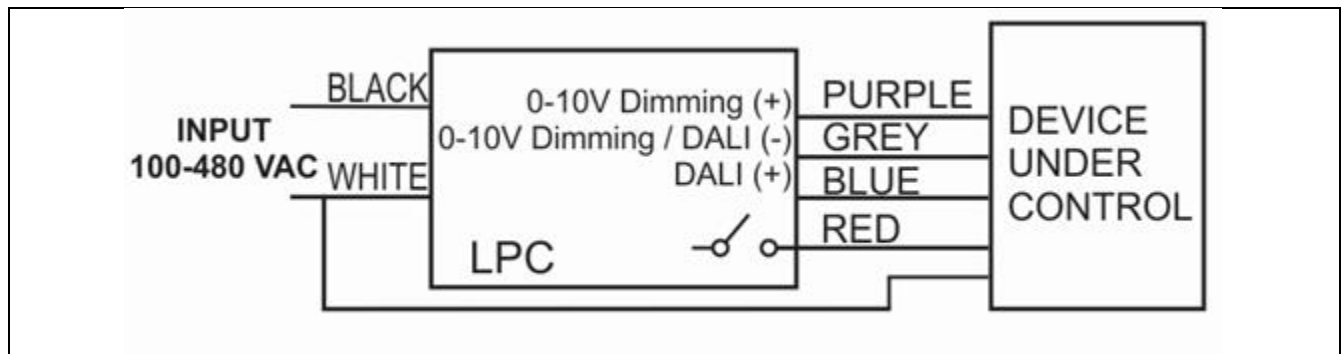 BLACK
INPUT
100-480 VAC
WHITE
0-10V Dimming (+)
0-10V Dimming / DALI (-)
DALI (+)
LPC
PURPLE
GREY
BLUE
RED
DEVICE
UNDER
CONTROL